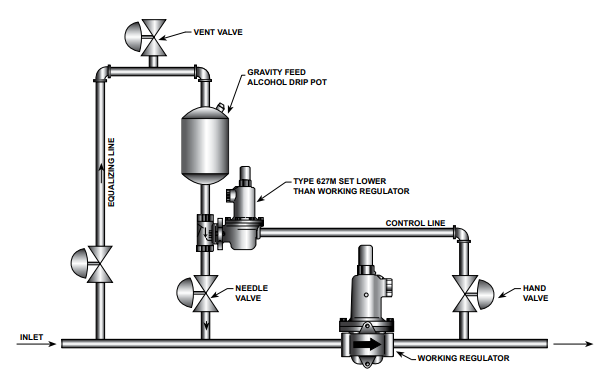 VENT VALVE
GRAVITY FEED
ALCOHOL DRIP POT
EQUALIZING LINE
TYPE 627M SET LOWER
THAN WORKING REGULATOR
CONTROL LINE
NEEDLE
VALVE
HAND
VALVE
INLET
WORKING REGULATOR